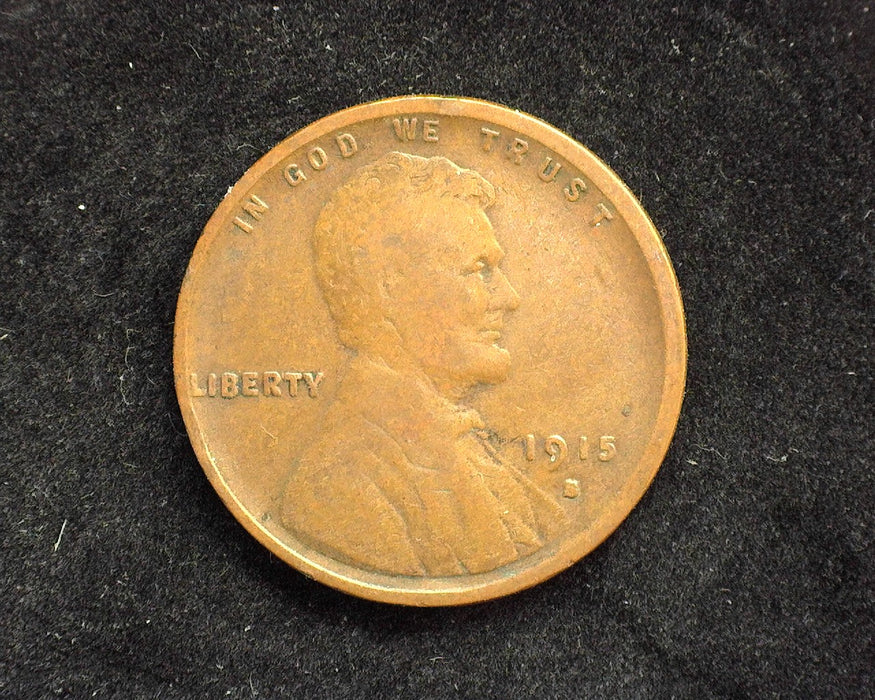 IN GOD WE TRUST
LIBERTY
1915
S